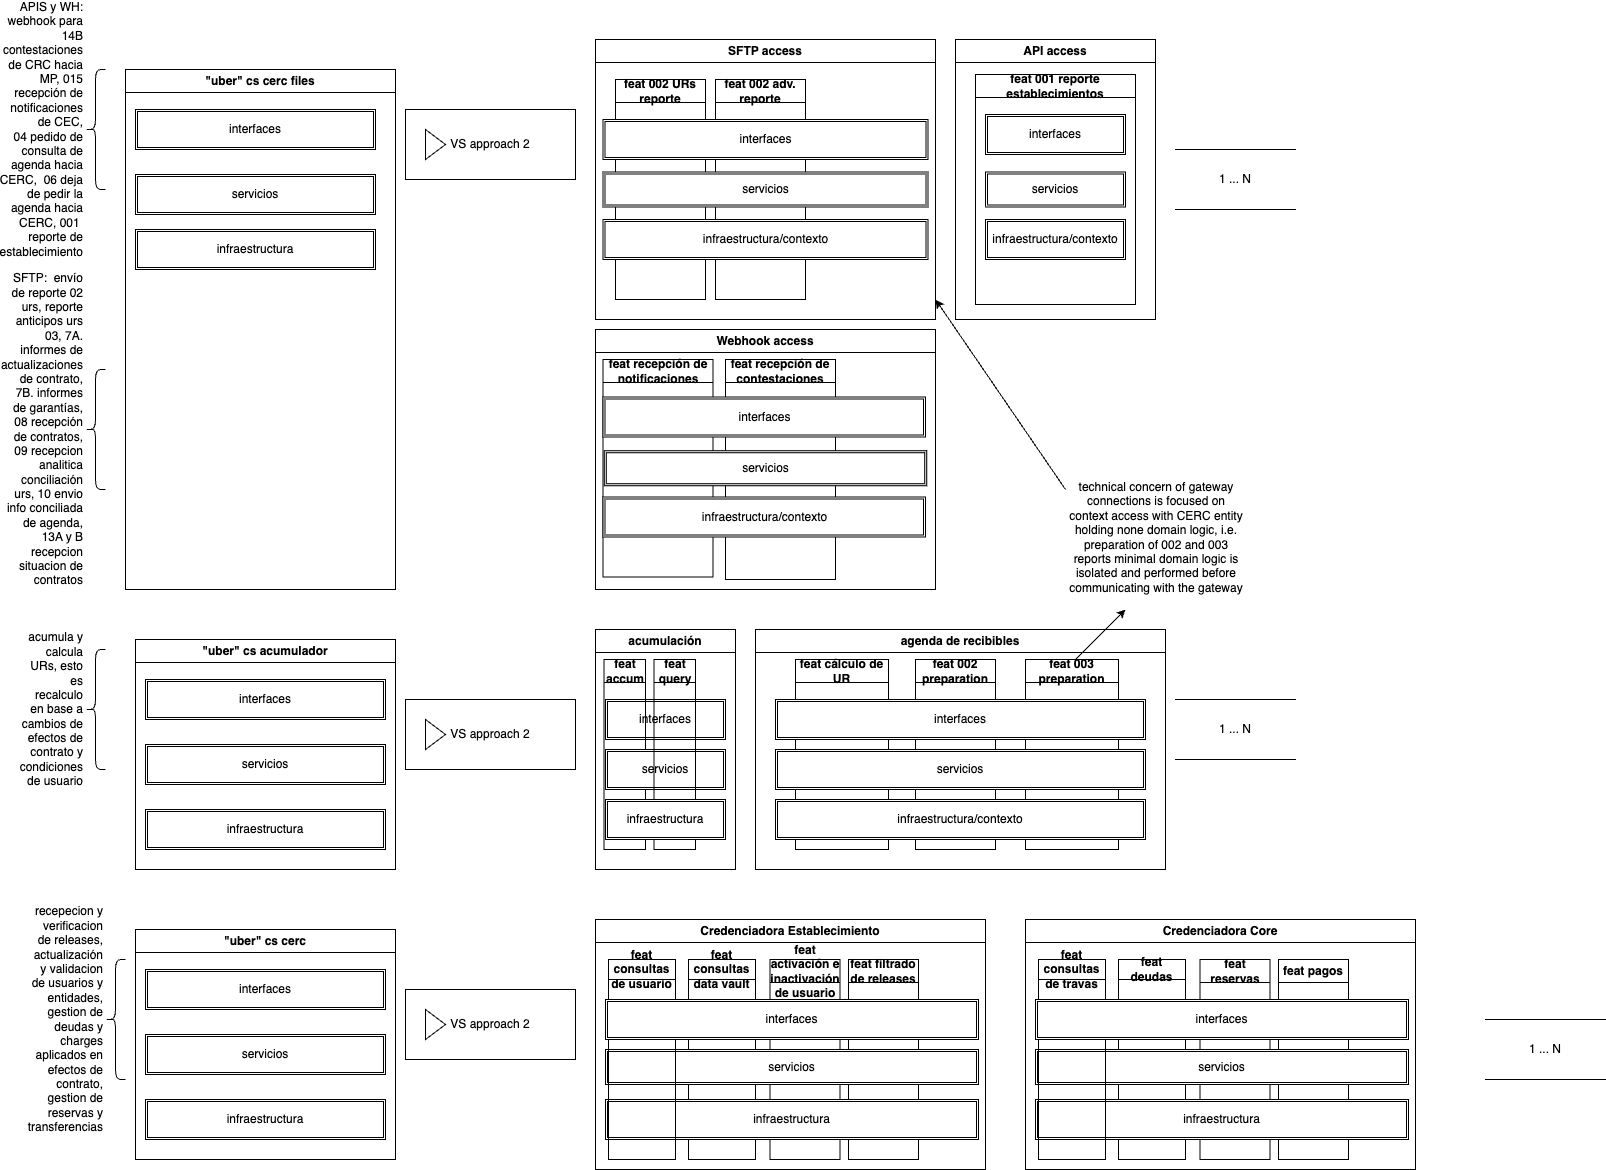 APIS y WH:
webhook para
14B
contestaciones
de CRC hacia
MP, 015
recepción de
notificaciones
de CEC,
04 pedido de
consulta de
agenda hacia
CERC,  06 deja
de pedir la
agenda hacia
CERC, 001
reporte de
establecimiento
"uber" cs cerc files
interfaces
servicios
infraestructura
VS approach 2
SFTP access
feat 002 URs
reporte
feat 002 adv.
reporte
interfaces
servicios
infraestructura/contexto
API access
feat 001 reporte
establecimientos
interfaces
servicios
infraestructura/contexto
1 ... N
SFTP:  envío
de reporte 02
urs, reporte
anticipos urs
03, 7A.
informes de
actualizaciones
de contrato,
7B. informes
de garantías,
08 recepción
de contratos,
09 recepcion
analitica
conciliación
urs, 10 envio
info conciliada
de agenda,
13A y B
recepcion
situacion de
contratos
Webhook access
feat recepción de
notificaciones
feat recepción de
contestaciones
interfaces
servicios
infraestructura/contexto
technical concern of gateway
connections is focused on
context access with CERC entity
holding none domain logic, i.e.
preparation of 002 and 003
reports minimal domain logic is
isolated and performed before
communicating with the gateway
acumula y
calcula
URs, esto
es
recalculo
en base a
cambios de
efectos de
contrato y
condiciones
de usuario
"uber" cs acumulador
interfaces
servicios
infraestructura
VS approach 2
acumulación
feat
accum
feat
query
interfaces
servicios
infraestructura
agenda de recibibles
feat cálculo de
UR
feat 002
preparation
feat 003
preparation
interfaces
servicios
infraestructura/contexto
1 ... N
recepecion y
verificacion
de releases,
actualización
y validacion
de usuarios y
entidades,
gestion de
deudas y
charges
aplicados en
efectos de
contrato,
gestion de
reservas y
transferencias
"uber" cs cerc
interfaces
servicios
infraestructura
VS approach 2
Credenciadora Establecimiento
feat
consultas
de usuario
feat
consultas
data vault
feat
activación e
inactivación
de usuario
feat filtrado
de releases
interfaces
servicios
infraestructura
Credenciadora Core
feat
consultas
de travas
feat
deudas
feat
reservas
feat pagos
interfaces
servicios
infraestructura
1 ... N